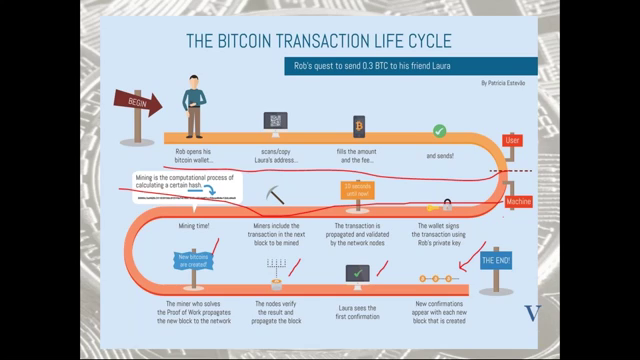 THE BITCOIN TRANSACTION LIFE CYCLE
Rob's quest to send 0.3 BTC to his friend Laura
By Patricia Estevão
BEGIN
Rob opens his
bitcoin wallet...
scans/copy
Laura's address...
fills the amount
and the fee...
and sends!
User
Machine
Mining is the computational process of
calculating a certain hash
10 seconds
until now!
Mining time!
Miners include the
transaction in the next
block to be mined
The transaction is
propagated and validated
by the network nodes
The wallet signs
the transaction using
Rob's private key
New bitcoins
are created!
THE END!
The miner who solves
the Proof of Work propagates
the new block to the network
The nodes verify
the result and
propagate the block
Laura sees the
first confirmation
New confirmations
appear with each new
block that is created
V